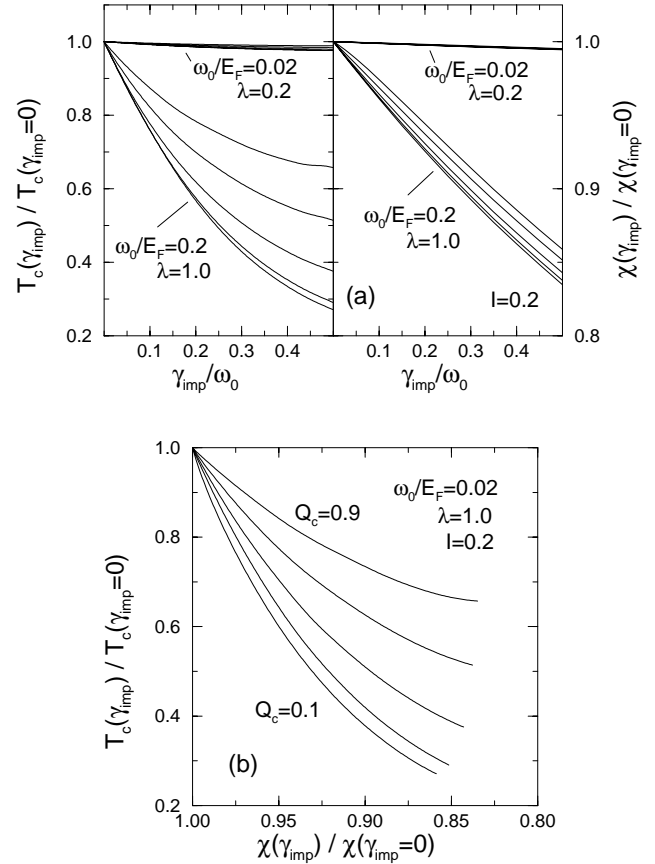 1.0
0.8
0.6
0.4
0.2
T_c(γ_imp) / T_c(γ_imp=0)
ω_0/E_F=0.02
λ=0.2
ω_0/E_F=0.2
λ=1.0
0.1 0.2 0.3 0.4
γ_imp/ω_0
ω_0/E_F=0.02
λ=0.2
ω_0/E_F=0.2
λ=1.0
(a)
I=0.2
0.1 0.2 0.3 0.4
γ_imp/ω_0
1.0
0.9
0.8
χ(γ_imp) / χ(γ_imp=0)
1.0
0.8
0.6
0.4
0.2
T_c(γ_imp) / T_c(γ_imp=0)
Q_c=0.9
ω_0/E_F=0.02
λ=1.0
I=0.2
Q_c=0.1
(b)
1.00 0.95 0.90 0.85 0.80
χ(γ_imp) / χ(γ_imp=0)